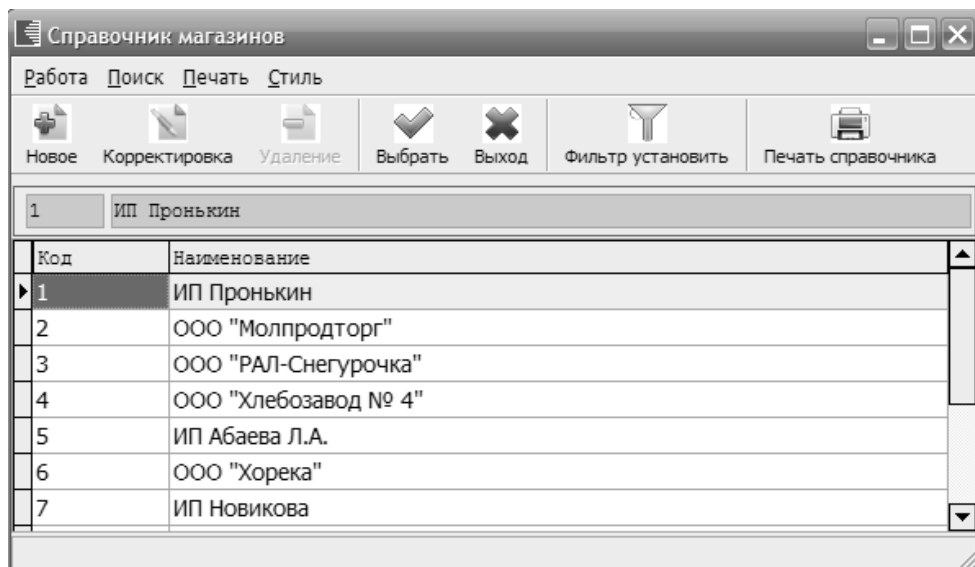 Справочник магазинов
Работа Поиск Печать Стиль
Новое Корректировка Удаление Выбрать Выход Фильтр установить Печать справочника
1 ИП Пронькин
Код Наименование
1 ИП Пронькин
2 ООО "Молпродторг"
3 ООО "РАЛ-Снегурочка"
4 ООО "Хлебозавод № 4"
5 ИП Абаева Л.А.
6 ООО "Хорека"
7 ИП Новикова